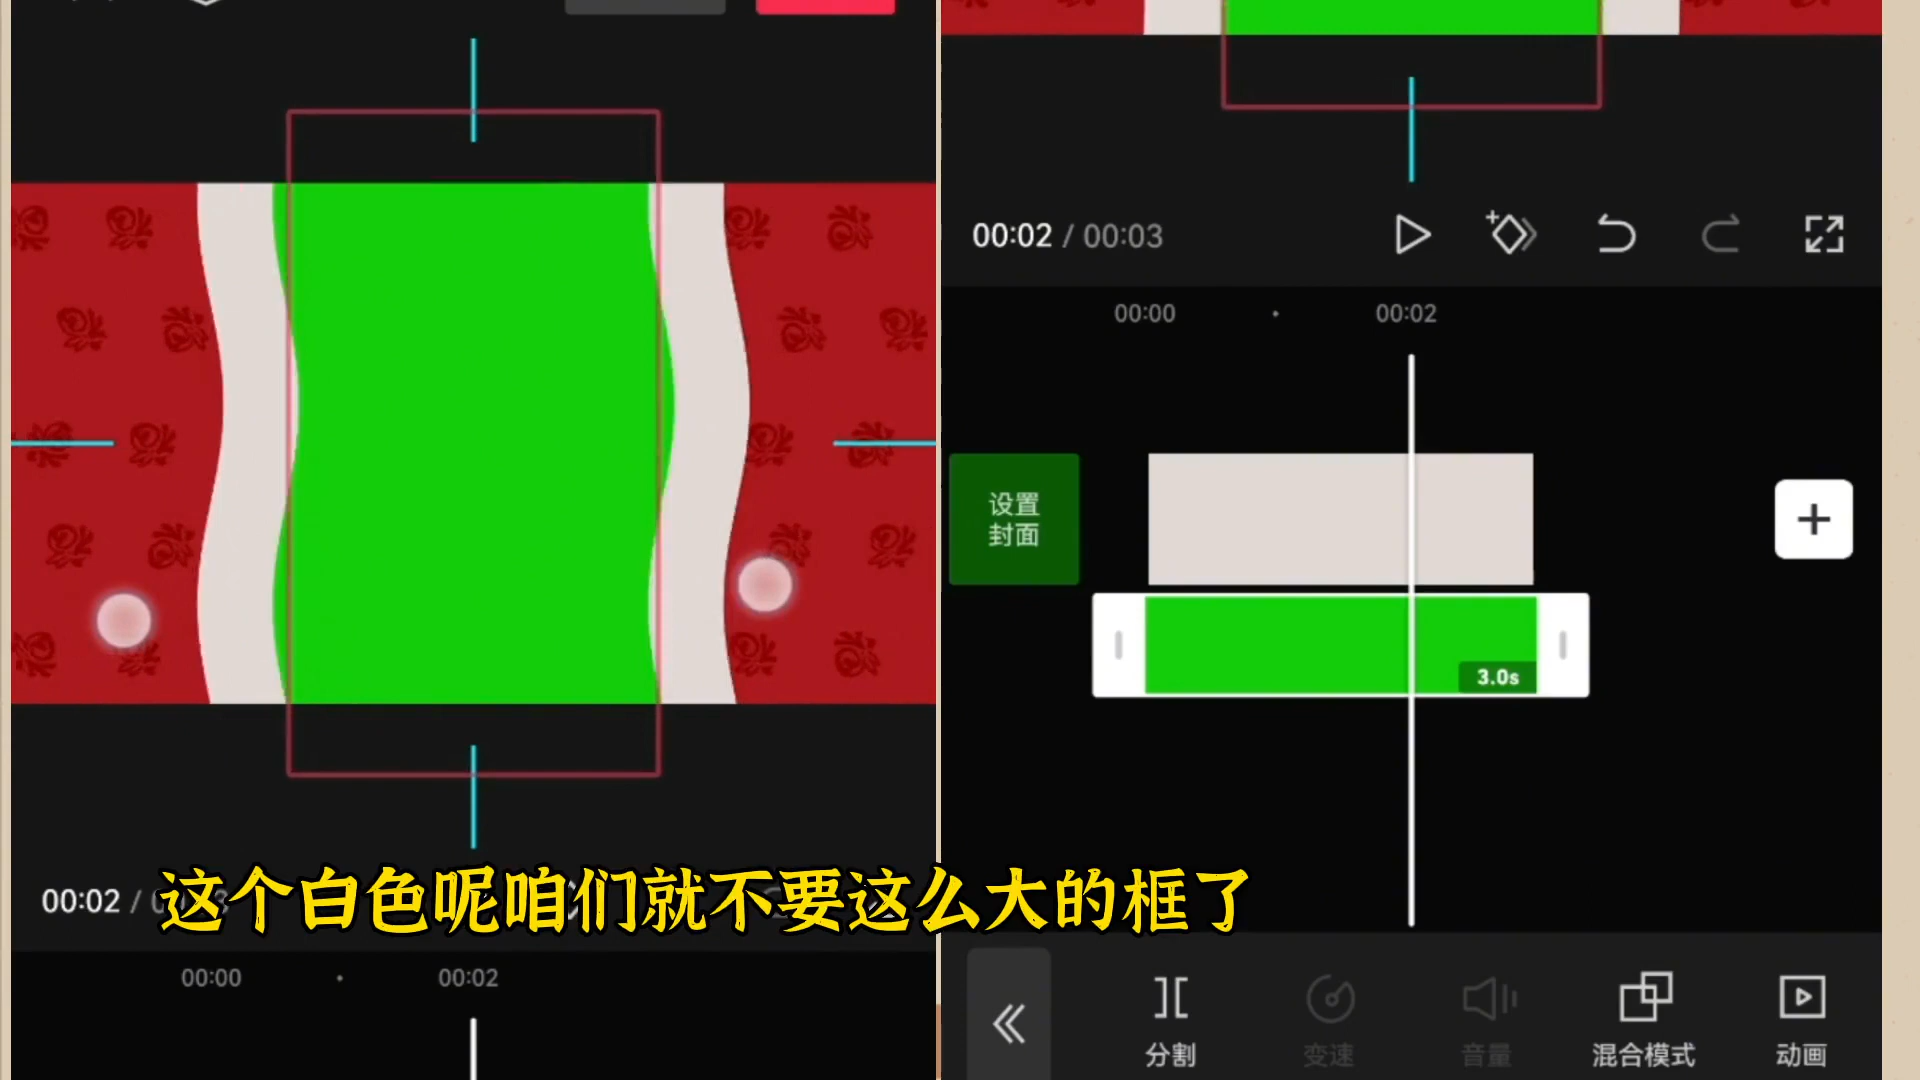 00:02 / 00:03
00:00
00:02
设置
封面
3.0s
00:02 /
这个白色呢咱们就不要这么大的框了
00:00
00:02
分割
变速
音量
混合模式
动画